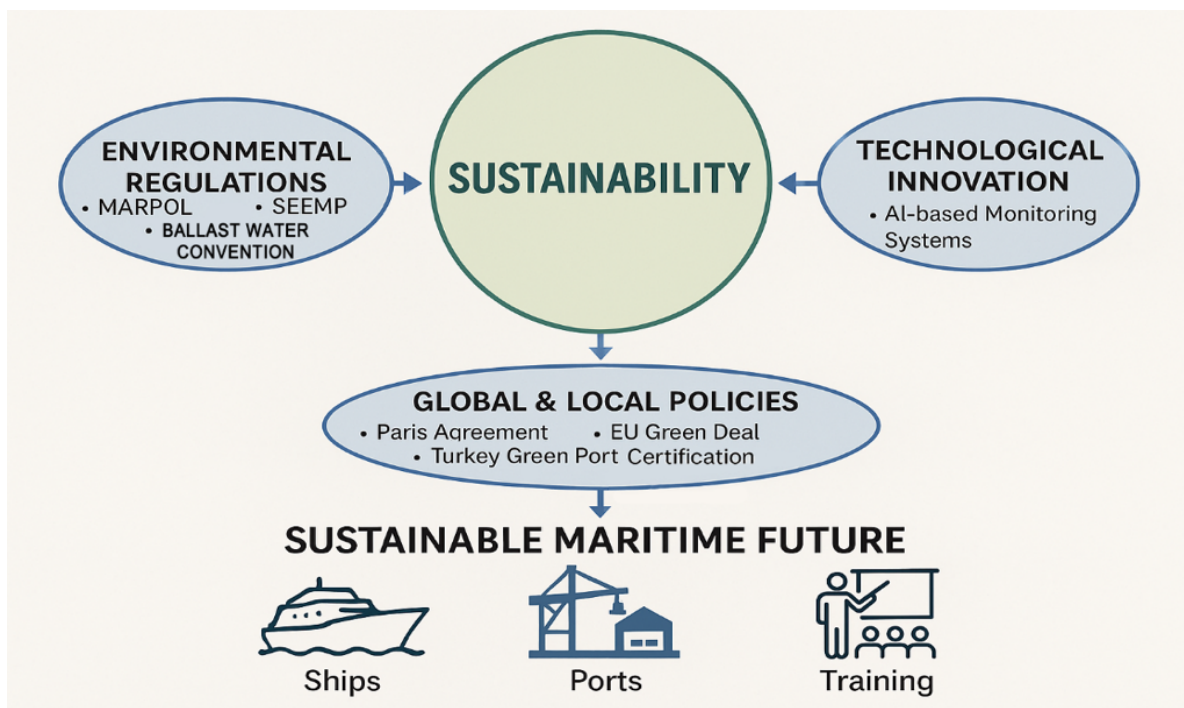 ENVIRONMENTAL
REGULATIONS
• MARPOL • SEEMP
• BALLAST WATER
CONVENTION
SUSTAINABILITY
TECHNOLOGICAL
INNOVATION
• AI-based Monitoring
Systems
GLOBAL & LOCAL POLICIES
• Paris Agreement • EU Green Deal
• Turkey Green Port Certification
SUSTAINABLE MARITIME FUTURE
Ships
Ports
Training